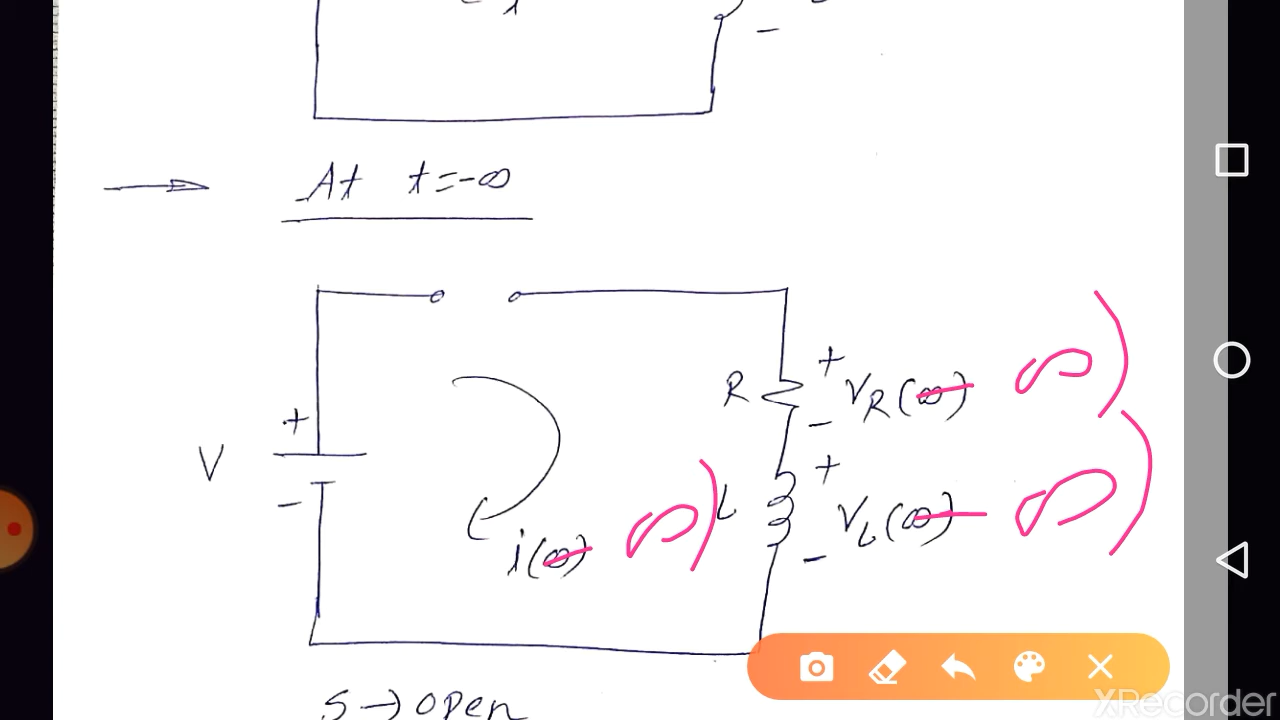 At t=-∞
+
R
+
V_R(∞) ∞)
-
+
V
-
L
+
V_L(∞) ∞)
-
i(∞) ∞)
S→open
XRecorder